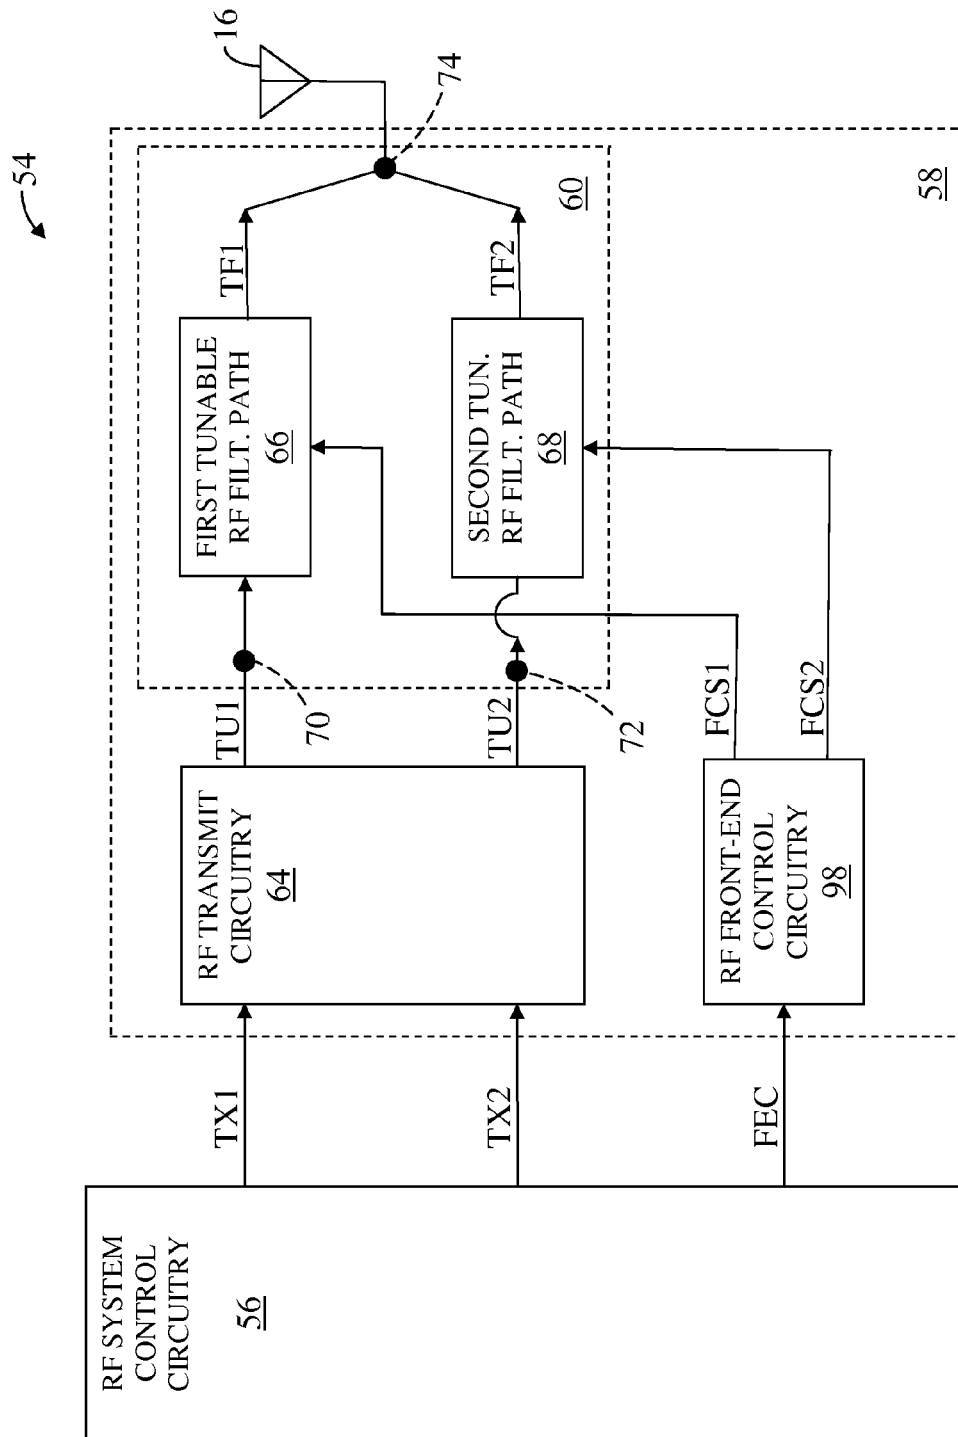 54
RF SYSTEM
CONTROL
CIRCUITRY
56
TX1
TX2
FEC
RF TRANSMIT
CIRCUITRY
64
TU1
70
TU2
72
FIRST TUNABLE
RF FILT. PATH
66
SECOND TUN.
RF FILT. PATH
68
TF1
TF2
60
74
16
RF FRONT-END
CONTROL
CIRCUITRY
98
FCS1
FCS2
58